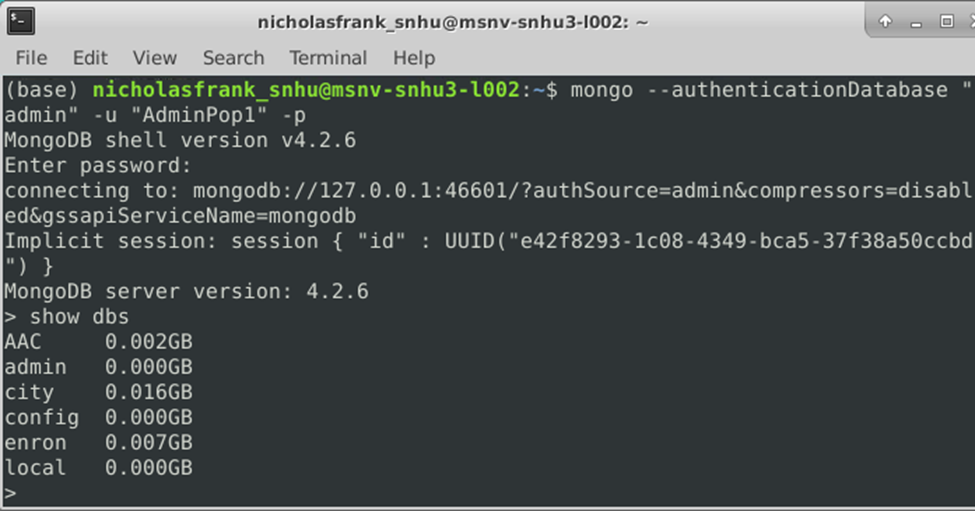 nicholasfrank_snhu@msnv-snhu3-l002: ~
File Edit View Search Terminal Help
(base) nicholasfrank_snhu@msnv-snhu3-l002:~$ mongo --authenticationDatabase "
admin" -u "AdminPop1" -p
MongoDB shell version v4.2.6
Enter password:
connecting to: mongodb://127.0.0.1:46601/?authSource=admin&compressors=disabl
ed&gssapiServiceName=mongodb
Implicit session: session { "id" : UUID("e42f8293-1c08-4349-bca5-37f38a50ccbd
") }
MongoDB server version: 4.2.6
> show dbs
AAC     0.002GB
admin   0.000GB
city    0.016GB
config  0.000GB
enron   0.007GB
local   0.000GB
>